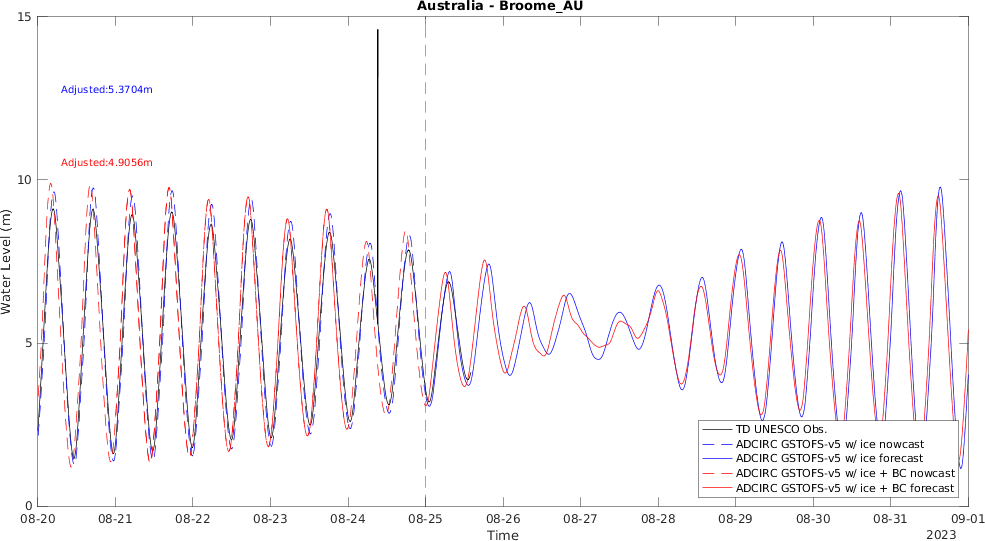 Australia - Broome_AU
15
Adjusted:5.3704m
Adjusted:4.9056m
10
Water Level (m)
5
0
TD UNESCO Obs.
ADCIRC GSTOFS-v5 w/ ice nowcast
ADCIRC GSTOFS-v5 w/ ice forecast
ADCIRC GSTOFS-v5 w/ ice + BC nowcast
ADCIRC GSTOFS-v5 w/ ice + BC forecast
08-20 08-21 08-22 08-23 08-24 08-25 08-26 08-27 08-28 08-29 08-30 08-31 09-01
Time
2023